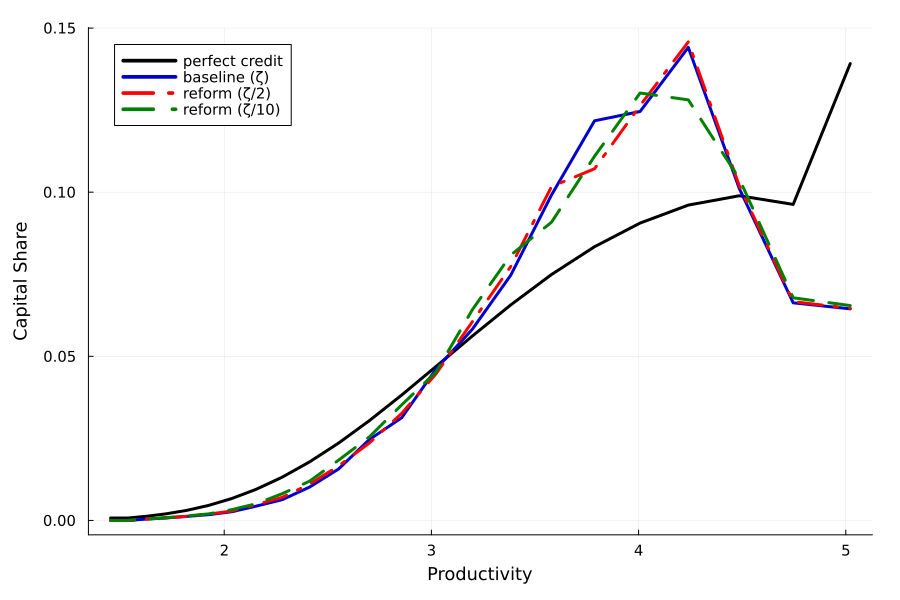 0.15
0.10
0.05
0.00
Capital Share
perfect credit
baseline (ζ)
reform (ζ/2)
reform (ζ/10)
2
3
4
5
Productivity